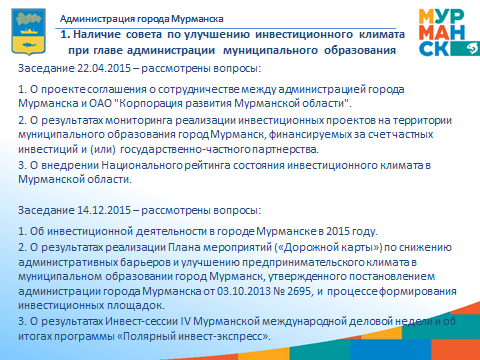 Администрация города Мурманска
МУР
МАН
СК
1. Наличие совета по улучшению инвестиционного климата
при главе администрации муниципального образования
Заседание 22.04.2015 – рассмотрены вопросы:
1. О проекте соглашения о сотрудничестве между администрацией города
Мурманска и ОАО "Корпорация развития Мурманской области".
2. О результатах мониторинга реализации инвестиционных проектов на территории
муниципального образования город Мурманск, финансируемых за счет частных
инвестиций и (или) государственно-частного партнерства.
3. О внедрении Национального рейтинга состояния инвестиционного климата в
Мурманской области.
Заседание 14.12.2015 – рассмотрены вопросы:
1. Об инвестиционной деятельности в городе Мурманске в 2015 году.
2. О результатах реализации Плана мероприятий («Дорожной карты») по снижению
административных барьеров и улучшению предпринимательского климата в
муниципальном образовании город Мурманск, утвержденного постановлением
администрации города Мурманска от 03.10.2013 № 2695, и процессе формирования
инвестиционных площадок.
3. О результатах Инвест-сессии IV Мурманской международной деловой недели и об
итогах программы «Полярный инвест-экспресс».